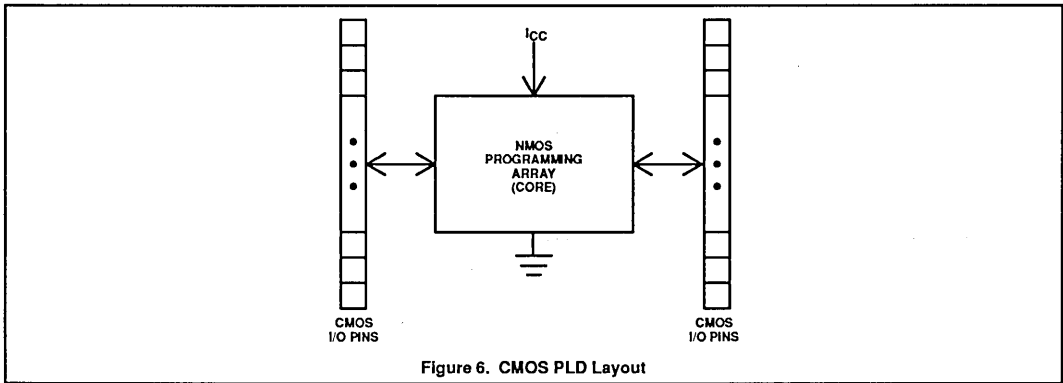 ICC
NMOS
PROGRAMMING
ARRAY
(CORE)
CMOS
I/O PINS
CMOS
I/O PINS
Figure 6. CMOS PLD Layout